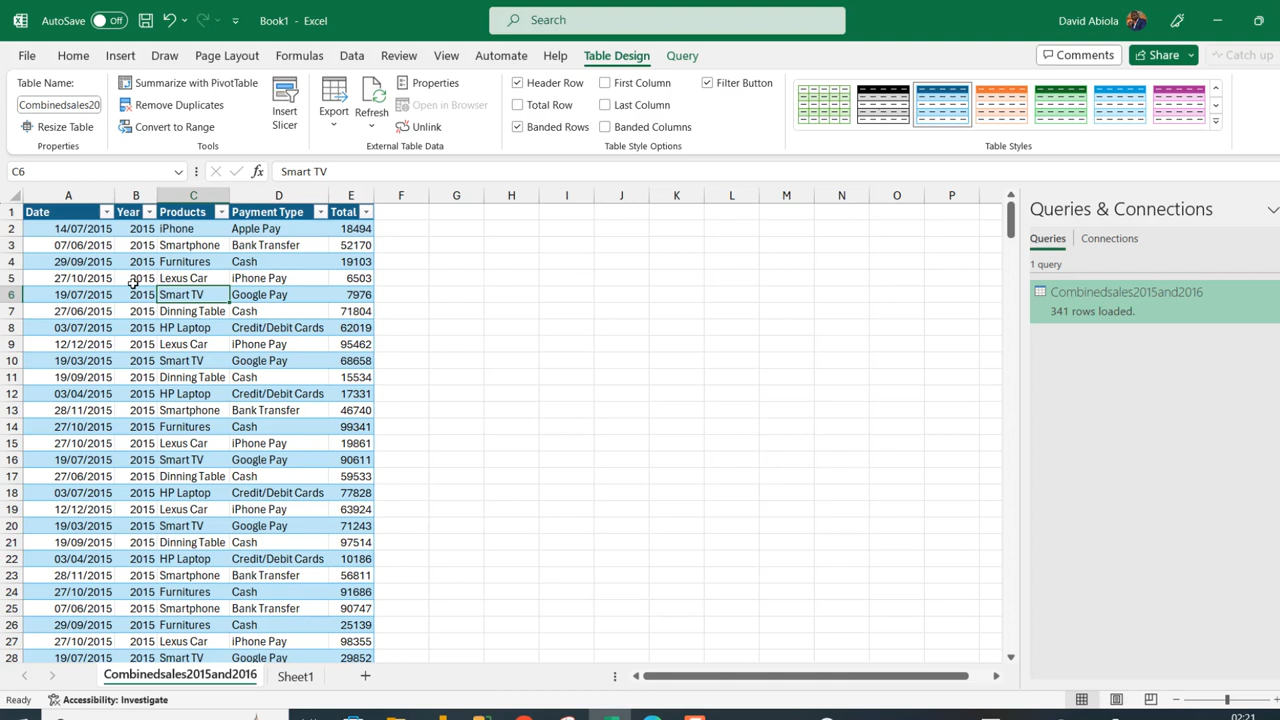 AutoSave Off Book1 - Excel Search David Abiola
File Home Insert Draw Page Layout Formulas Data Review View Automate Help Table Design Query Comments Share Catch up
Table Name: Summarize with PivotTable Properties Header Row First Column Filter Button
Combinedsales20 Remove Duplicates Insert Slicer Export Refresh Total Row Last Column
Resize Table Convert to Range Unlink Banded Rows Banded Columns
Properties Tools External Table Data Table Style Options Table Styles
C6 fx Smart TV
A B C D E F G H I J K L M N O P
1 Date Year Products Payment Type Total
2 14/07/2015 2015 iPhone Apple Pay 18494
3 07/06/2015 2015 Smartphone Bank Transfer 52170
4 29/09/2015 2015 Furnitures Cash 19103
5 27/10/2015 2015 Lexus Car iPhone Pay 6503
6 19/07/2015 2015 Smart TV Google Pay 7976
7 27/06/2015 2015 Dinning Table Cash 71804
8 03/07/2015 2015 HP Laptop Credit/Debit Cards 62019
9 12/12/2015 2015 Lexus Car iPhone Pay 95462
10 19/03/2015 2015 Smart TV Google Pay 68658
11 19/09/2015 2015 Dinning Table Cash 15534
12 03/04/2015 2015 HP Laptop Credit/Debit Cards 17331
13 28/11/2015 2015 Smartphone Bank Transfer 46740
14 27/10/2015 2015 Furnitures Cash 99341
15 27/10/2015 2015 Lexus Car iPhone Pay 19861
16 19/07/2015 2015 Smart TV Google Pay 90611
17 27/06/2015 2015 Dinning Table Cash 59533
18 03/07/2015 2015 HP Laptop Credit/Debit Cards 77828
19 12/12/2015 2015 Lexus Car iPhone Pay 63924
20 19/03/2015 2015 Smart TV Google Pay 71243
21 19/09/2015 2015 Dinning Table Cash 97514
22 03/04/2015 2015 HP Laptop Credit/Debit Cards 10186
23 28/11/2015 2015 Smartphone Bank Transfer 56811
24 27/10/2015 2015 Furnitures Cash 91686
25 07/06/2015 2015 Smartphone Bank Transfer 90747
26 29/09/2015 2015 Furnitures Cash 25139
27 27/10/2015 2015 Lexus Car iPhone Pay 98355
28 19/07/2015 2015 Smart TV Google Pay 29852
Queries & Connections
Queries Connections
1 query
Combinedsales2015and2016
341 rows loaded.
Combinedsales2015and2016 Sheet1
Ready Accessibility: Investigate
02:21